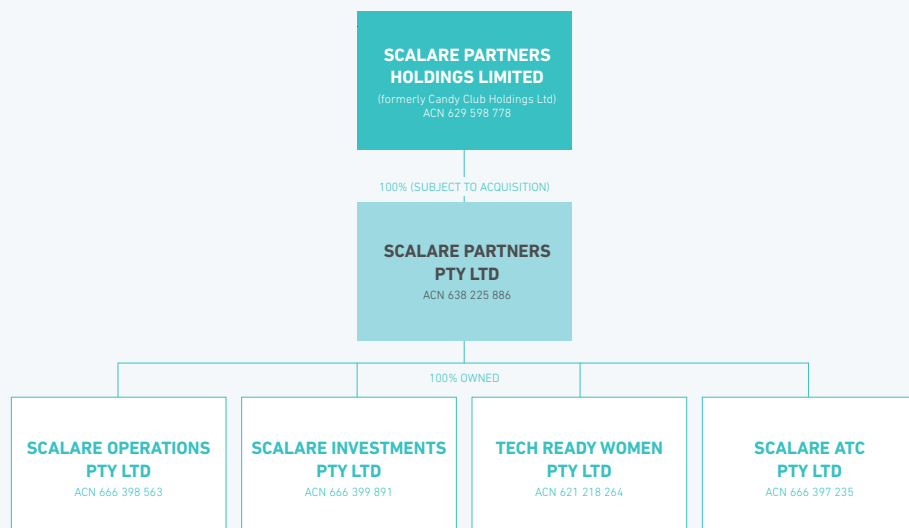 SCALARE PARTNERS
HOLDINGS LIMITED
(formerly Candy Club Holdings Ltd)
ACN 629 598 778
100% (SUBJECT TO ACQUISITION)
SCALARE PARTNERS
PTY LTD
ACN 638 225 886
100% OWNED
SCALARE OPERATIONS
PTY LTD
ACN 666 398 563
SCALARE INVESTMENTS
PTY LTD
ACN 666 399 891
TECH READY WOMEN
PTY LTD
ACN 621 218 264
SCALARE ATC
PTY LTD
ACN 666 397 235